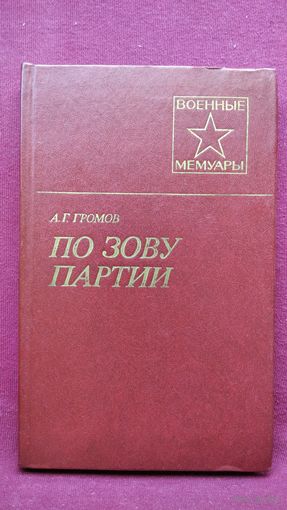 ВОЕННЫЕ
МЕМУАРЫ
А. Г. ГРОМОВ
ПО ЗОВУ
ПАРТИИ